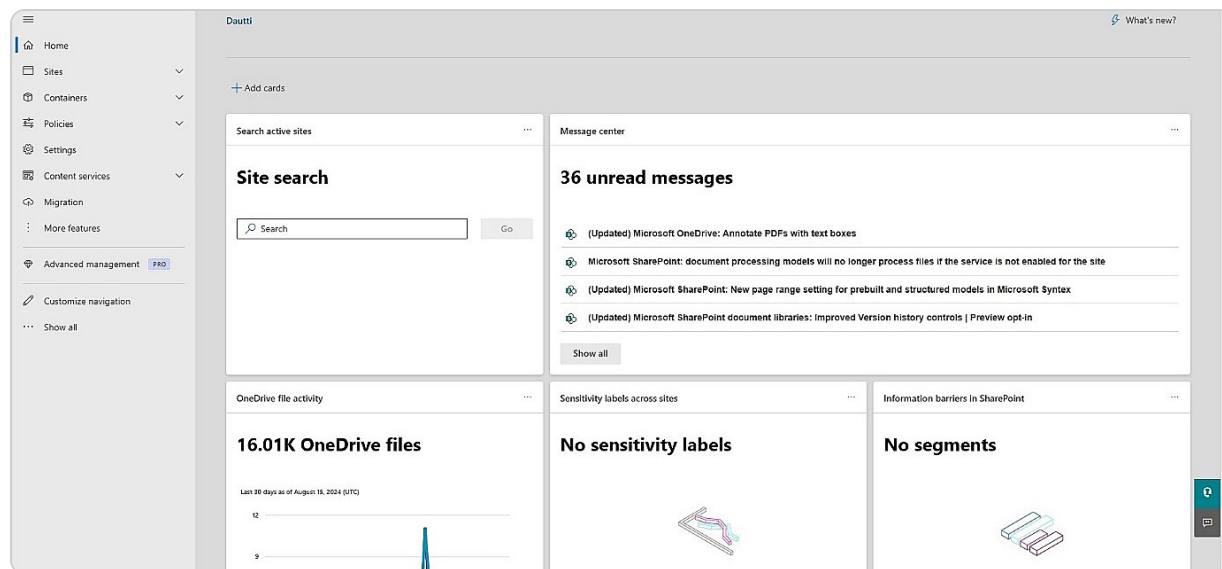 Dautti
What's new?
Home
Sites
Containers
Policies
Settings
Content services
Migration
More features
Advanced management PRO
Customize navigation
Show all
Add cards
Search active sites
Site search
Search
Go
Message center
36 unread messages
(Updated) Microsoft OneDrive: Annotate PDFs with text boxes
Microsoft SharePoint: document processing models will no longer process files if the service is not enabled for the site
(Updated) Microsoft SharePoint: New page range setting for prebuilt and structured models in Microsoft Syntex
(Updated) Microsoft SharePoint document libraries: Improved Version history controls | Preview opt-in
Show all
OneDrive file activity
16.01K OneDrive files
Last 30 days as of August 18, 2024 (UTC)
12
9
Sensitivity labels across sites
No sensitivity labels
Information barriers in SharePoint
No segments